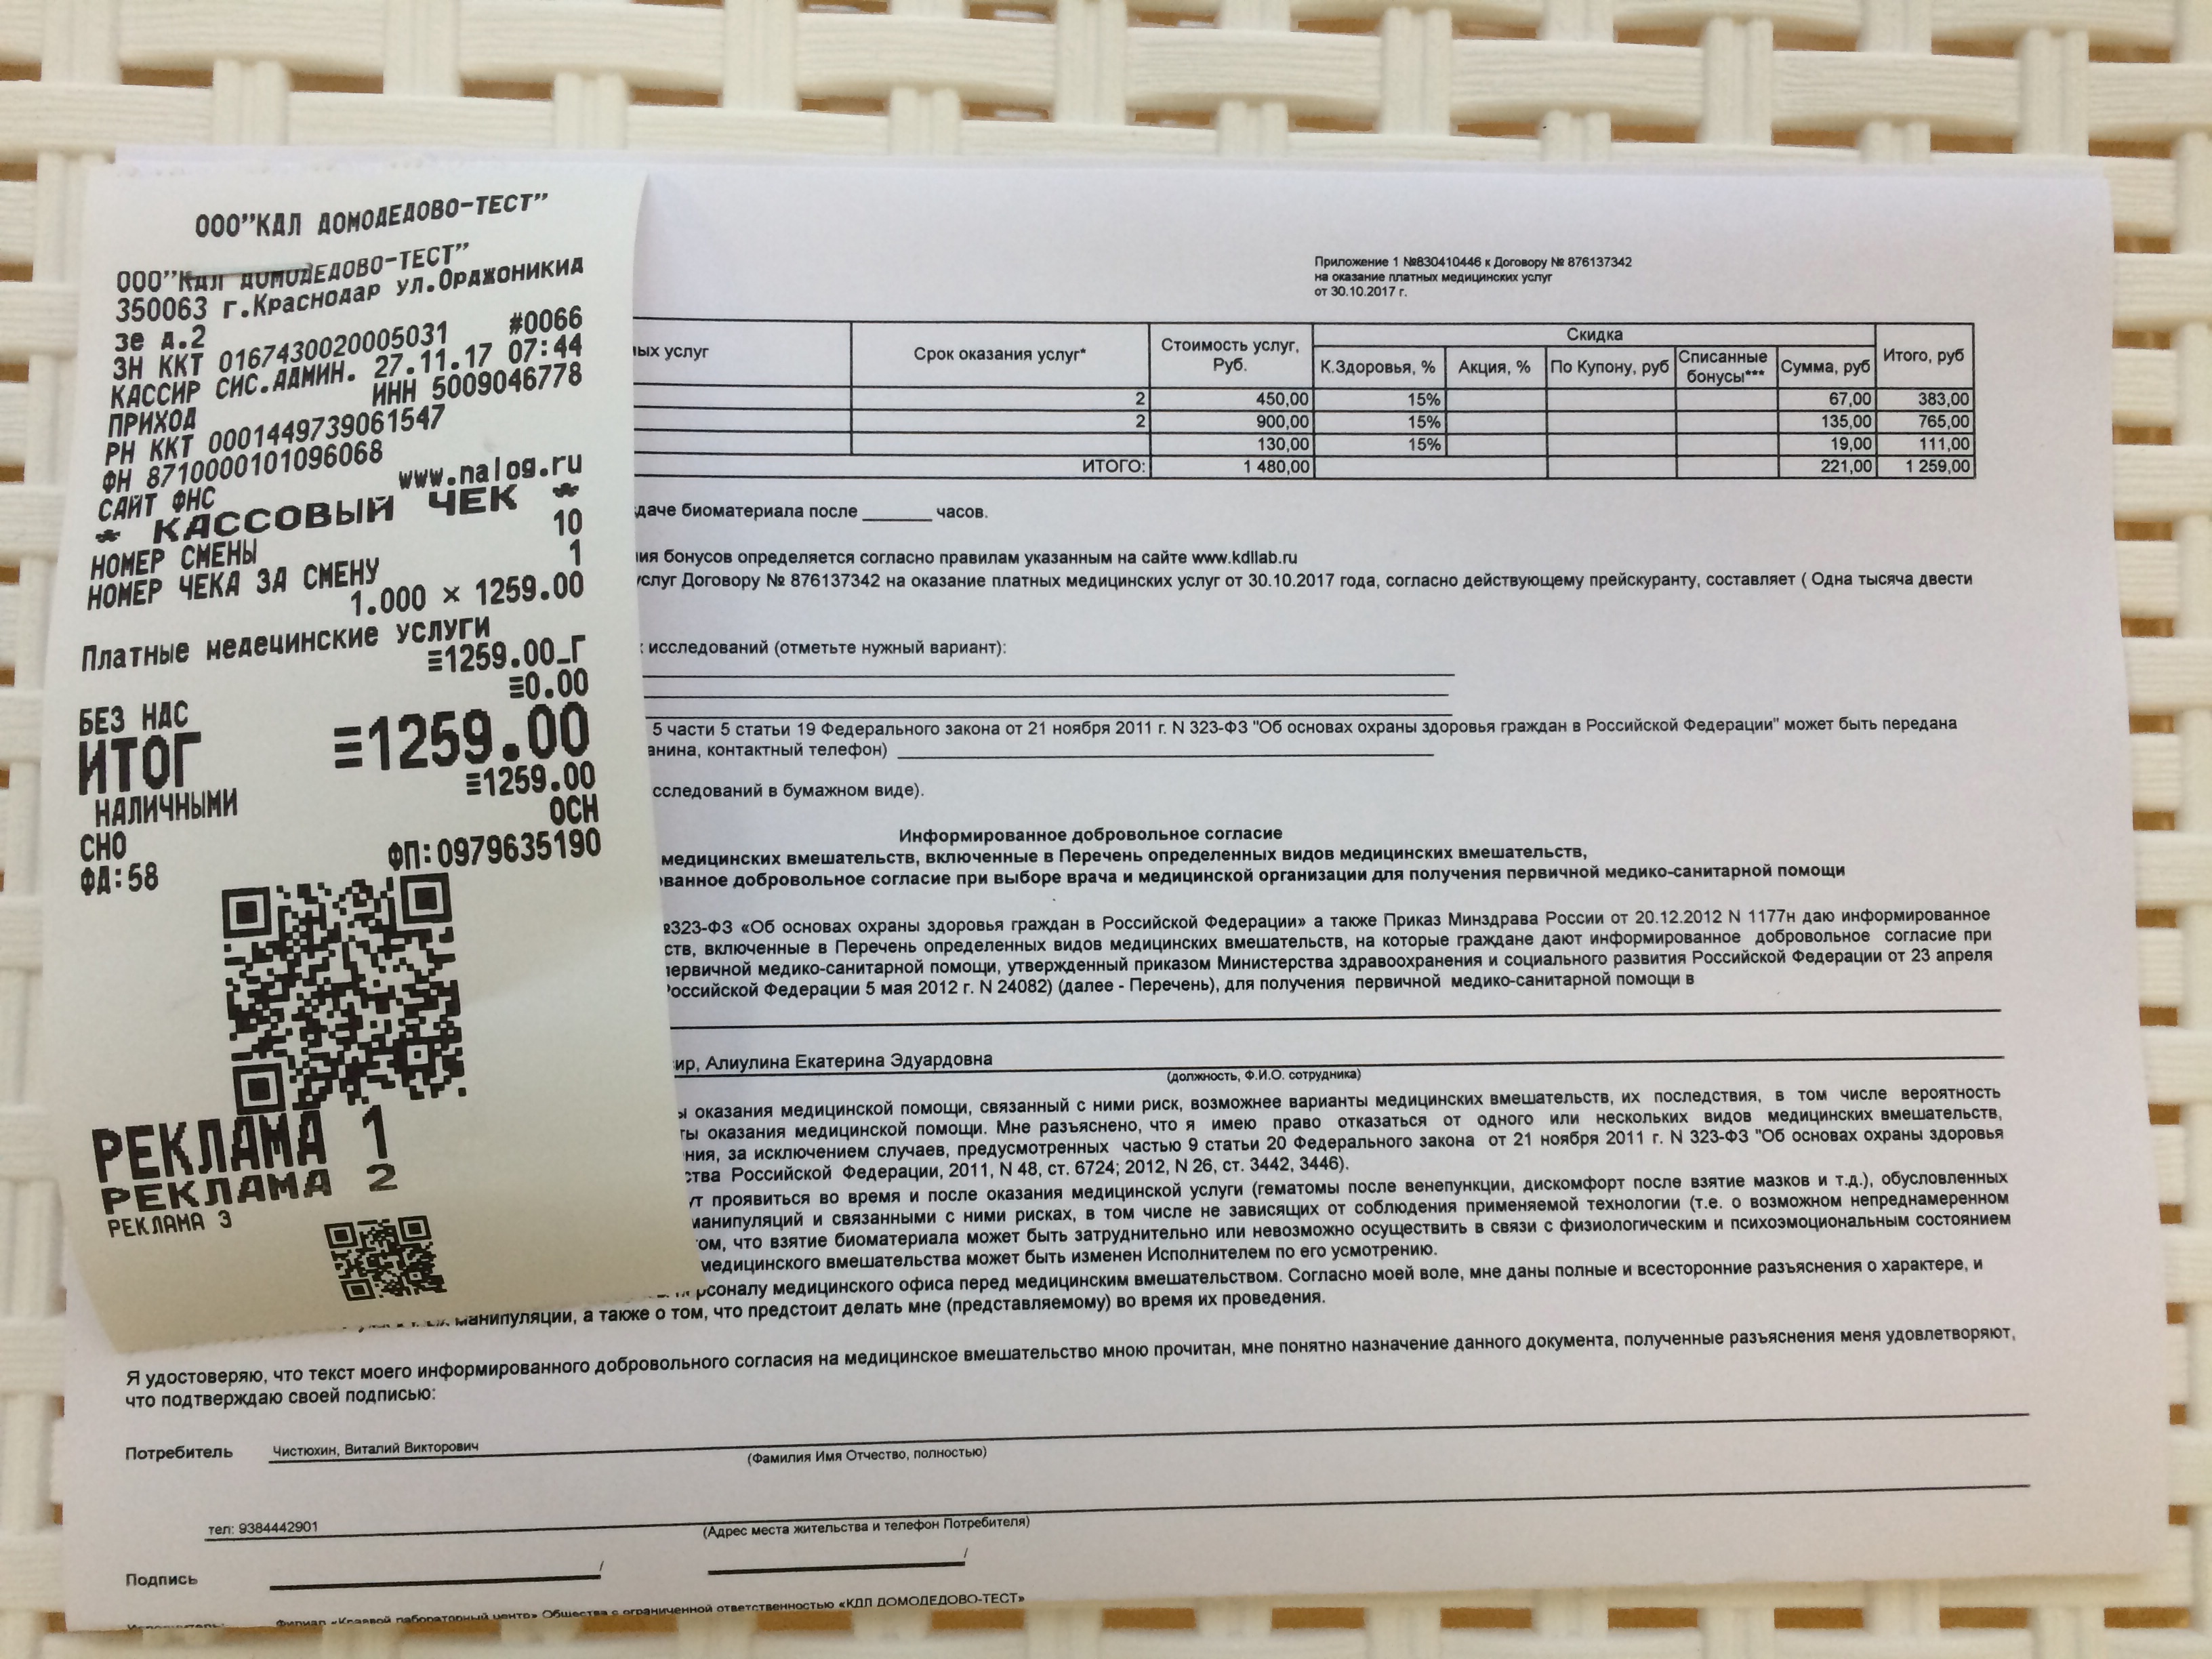 ООО"КДЛ ДОМОДЕДОВО-ТЕСТ"
ООО"КДЛ ДОМОДЕДОВО-ТЕСТ"
350063 г.Краснодар ул.Орджоникид
зе д.2
#0066
ЗН ККТ 0167430020005031
КАССИР СИС.АДМИН. 27.11.17 07:44
ПРИХОД ИНН 5009046778
РН ККТ 0001449739061547
ФН 8710000101096068
САЙТ ФНС www.nalog.ru
* КАССОВЫЙ ЧЕК *
НОМЕР СМЕНЫ 10
НОМЕР ЧЕКА ЗА СМЕНУ 1
1.000 × 1259.00
Платные медецинские услуги
≡1259.00_Г
БЕЗ НДС ≡0.00
ИТОГ ≡1259.00
НАЛИЧНЫМИ ≡1259.00
СНО ОСН
ФД:58 ФП:0979635190
РЕКЛАМА 1
РЕКЛАМА 2
РЕКЛАМА 3
Приложение 1 №830410446 к Договору № 876137342
на оказание платных медицинских услуг
от 30.10.2017 г.
ых услуг Срок оказания услуг* Стоимость услуг, Руб. Скидка Итого, руб
К.Здоровья, % Акция, % По Купону, руб Списанные бонусы*** Сумма, руб
2 450,00 15% 67,00 383,00
2 900,00 15% 135,00 765,00
130,00 15% 19,00 111,00
ИТОГО: 1 480,00 221,00 1 259,00
даче биоматериала после ______ часов.
ия бонусов определяется согласно правилам указанным на сайте www.kdllab.ru
услуг Договору № 876137342 на оказание платных медицинских услуг от 30.10.2017 года, согласно действующему прейскуранту, составляет ( Одна тысяча двести
исследований (отметьте нужный вариант):
5 части 5 статьи 19 Федерального закона от 21 ноября 2011 г. N 323-ФЗ "Об основах охраны здоровья граждан в Российской Федерации" может быть передана
анина, контактный телефон)
сследований в бумажном виде).
Информированное добровольное согласие
медицинских вмешательств, включенные в Перечень определенных видов медицинских вмешательств,
ванное добровольное согласие при выборе врача и медицинской организации для получения первичной медико-санитарной помощи
№323-ФЗ «Об основах охраны здоровья граждан в Российской Федерации» а также Приказ Минздрава России от 20.12.2012 N 1177н даю информированное
ств, включенные в Перечень определенных видов медицинских вмешательств, на которые граждане дают информированное добровольное согласие при
первичной медико-санитарной помощи, утвержденный приказом Министерства здравоохранения и социального развития Российской Федерации от 23 апреля
Российской Федерации 5 мая 2012 г. N 24082) (далее - Перечень), для получения первичной медико-санитарной помощи в
ир, Алиулина Екатерина Эдуардовна
(должность, Ф.И.О. сотрудника)
ы оказания медицинской помощи, связанный с ними риск, возможнее варианты медицинских вмешательств, их последствия, в том числе вероятность
ты оказания медицинской помощи. Мне разъяснено, что я имею право отказаться от одного или нескольких видов медицинских вмешательств,
ния, за исключением случаев, предусмотренных частью 9 статьи 20 Федерального закона от 21 ноября 2011 г. N 323-ФЗ "Об основах охраны здоровья
ства Российской Федерации, 2011, N 48, ст. 6724; 2012, N 26, ст. 3442, 3446).
ут проявиться во время и после оказания медицинской услуги (гематомы после венепункции, дискомфорт после взятие мазков и т.д.), обусловленных
манипуляций и связанными с ними рисках, в том числе не зависящих от соблюдения применяемой технологии (т.е. о возможном непреднамеренном
ом, что взятие биоматериала может быть затруднительно или невозможно осуществить в связи с физиологическим и психоэмоциональным состоянием
медицинского вмешательства может быть изменен Исполнителем по его усмотрению.
рсоналу медицинского офиса перед медицинским вмешательством. Согласно моей воле, мне даны полные и всесторонние разъяснения о характере, и
манипуляции, а также о том, что предстоит делать мне (представляемому) во время их проведения.
Я удостоверяю, что текст моего информированного добровольного согласия на медицинское вмешательство мною прочитан, мне понятно назначение данного документа, полученные разъяснения меня удовлетворяют,
что подтверждаю своей подписью:
Потребитель Чистюхин, Виталий Викторович
(Фамилия Имя Отчество, полностью)
тел: 9384442901
(Адрес места жительства и телефон Потребителя)
Подпись / /
Филиал «Краевой лабораторный центр» Общества с ограниченной ответственностью «КДЛ ДОМОДЕДОВО-ТЕСТ»